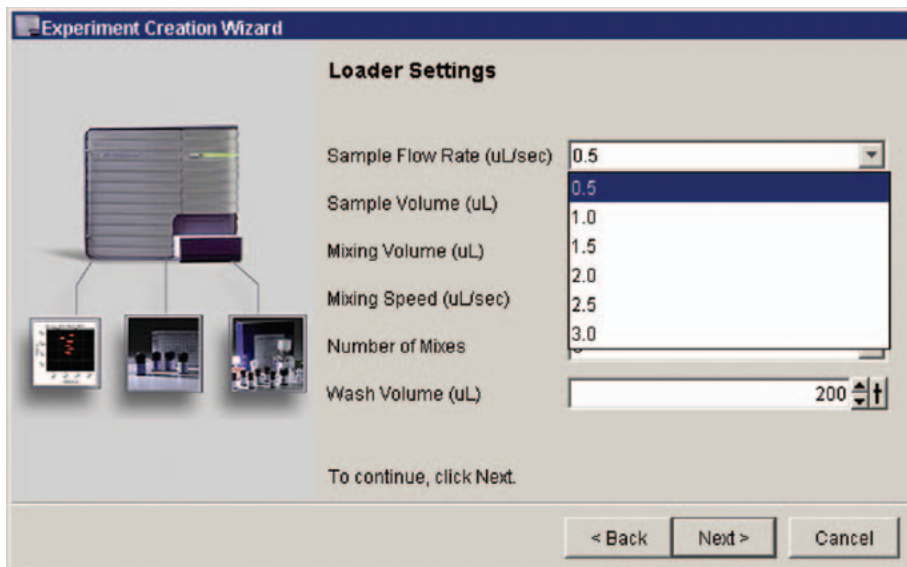 Experiment Creation Wizard
Loader Settings
Sample Flow Rate (uL/sec) 0.5
0.5
Sample Volume (uL)
1.0
Mixing Volume (uL)
1.5
2.0
Mixing Speed (uL/sec)
2.5
Number of Mixes
3.0
Wash Volume (uL) 200
To continue, click Next.
< Back Next > Cancel